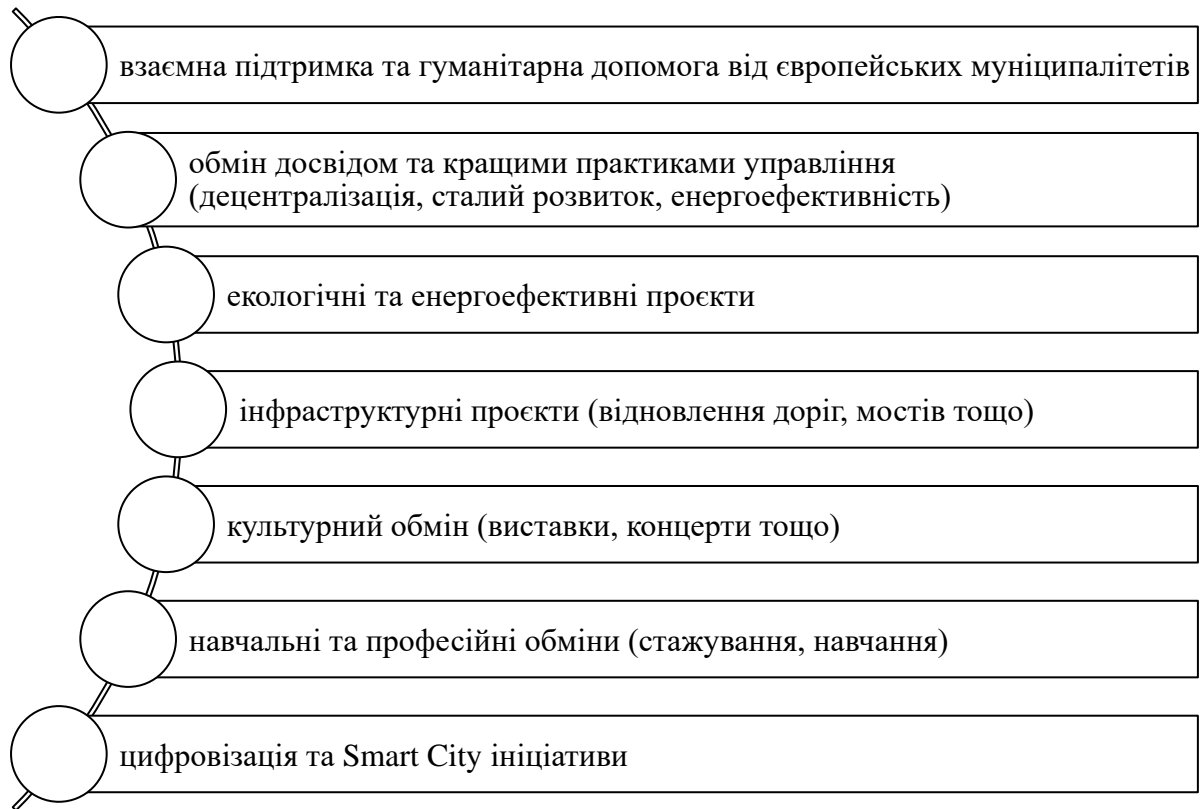 взаємна підтримка та гуманітарна допомога від європейських муніципалітетів
обмін досвідом та кращими практиками управління
(децентралізація, сталий розвиток, енергоефективність)
екологічні та енергоефективні проєкти
інфраструктурні проєкти (відновлення доріг, мостів тощо)
культурний обмін (виставки, концерти тощо)
навчальні та професійні обміни (стажування, навчання)
цифровізація та Smart City ініціативи